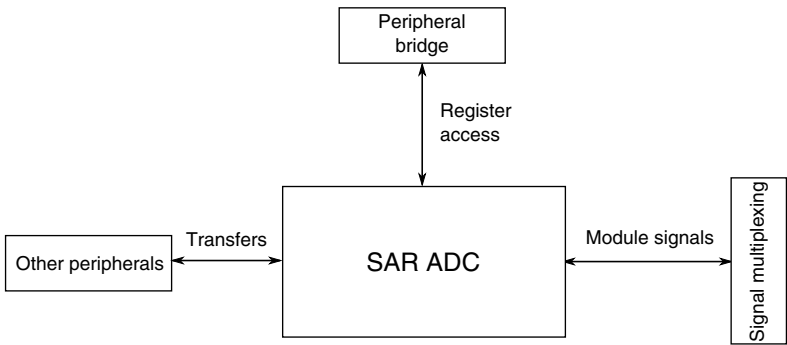 Peripheral
bridge
Register
access
Other peripherals
Transfers
SAR ADC
Module signals
Signal multiplexing